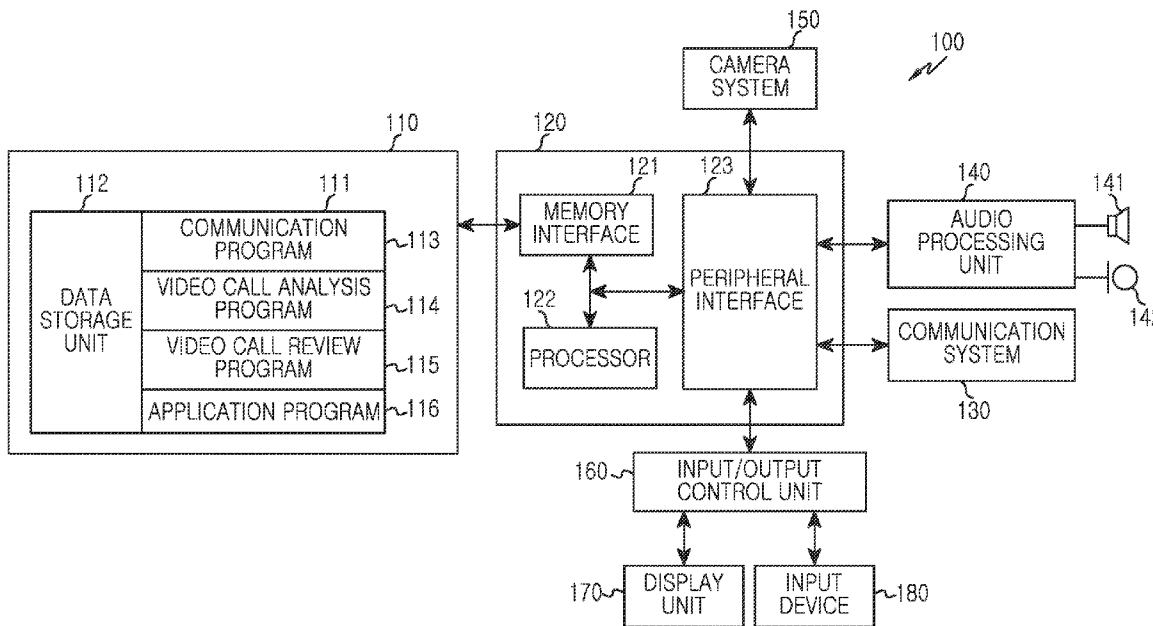 150
100
CAMERA
SYSTEM
110
120
112
111
121
123
140
141
COMMUNICATION
PROGRAM
113
MEMORY
INTERFACE
AUDIO
PROCESSING
UNIT
DATA
STORAGE
UNIT
VIDEO CALL ANALYSIS
PROGRAM
114
PERIPHERAL
INTERFACE
122
VIDEO CALL REVIEW
PROGRAM
115
PROCESSOR
COMMUNICATION
SYSTEM
APPLICATION PROGRAM
116
130
160
INPUT/OUTPUT
CONTROL UNIT
170
DISPLAY
UNIT
INPUT
DEVICE
180